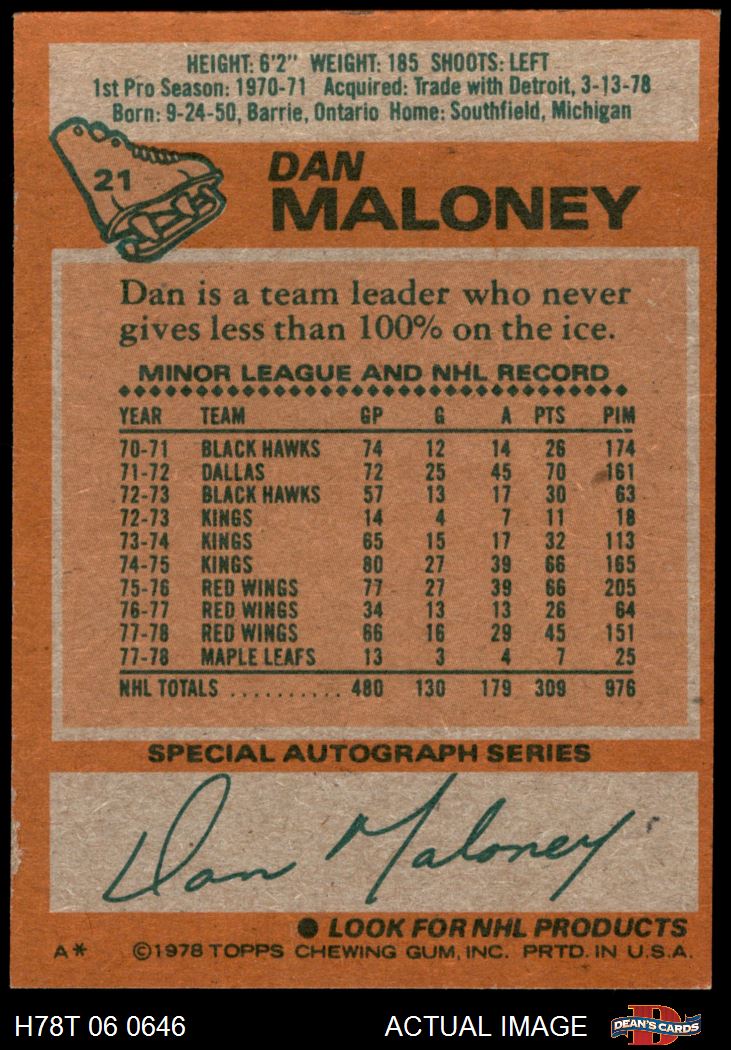 HEIGHT: 6'2" WEIGHT: 185 SHOOTS: LEFT
1st Pro Season: 1970-71 Acquired: Trade with Detroit, 3-13-78
Born: 9-24-50, Barrie, Ontario Home: Southfield, Michigan
21
DAN
MALONEY
Dan is a team leader who never
gives less than 100% on the ice.
MINOR LEAGUE AND NHL RECORD
YEAR TEAM GP G A PTS PIM
70-71 BLACK HAWKS 74 12 14 26 174
71-72 DALLAS 72 25 45 70 161
72-73 BLACK HAWKS 57 13 17 30 63
72-73 KINGS 14 4 7 11 18
73-74 KINGS 65 15 17 32 113
74-75 KINGS 80 27 39 66 165
75-76 RED WINGS 77 27 39 66 205
76-77 RED WINGS 34 13 13 26 64
77-78 RED WINGS 66 16 29 45 151
77-78 MAPLE LEAFS 13 3 4 7 25
NHL TOTALS .......... 480 130 179 309 976
SPECIAL AUTOGRAPH SERIES
Dan Maloney
● LOOK FOR NHL PRODUCTS
A* ©1978 TOPPS CHEWING GUM, INC. PRTD. IN U.S.A.
H78T 06 0646 ACTUAL IMAGE D DEAN'S CARDS